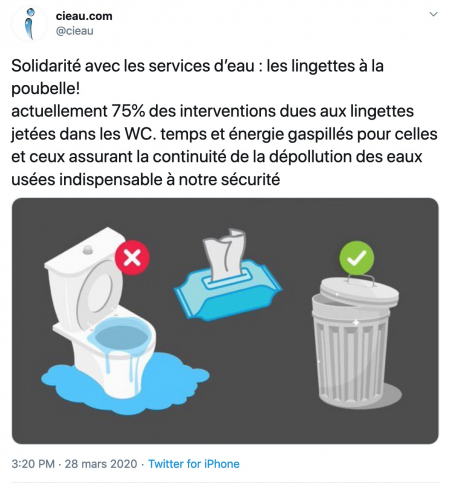 cieau.com
@cieau
Solidarité avec les services d'eau : les lingettes à la
poubelle!
actuellement 75% des interventions dues aux lingettes
jetées dans les WC. temps et énergie gaspillés pour celles
et ceux assurant la continuité de la dépollution des eaux
usées indispensable à notre sécurité
3:20 PM · 28 mars 2020 · Twitter for iPhone